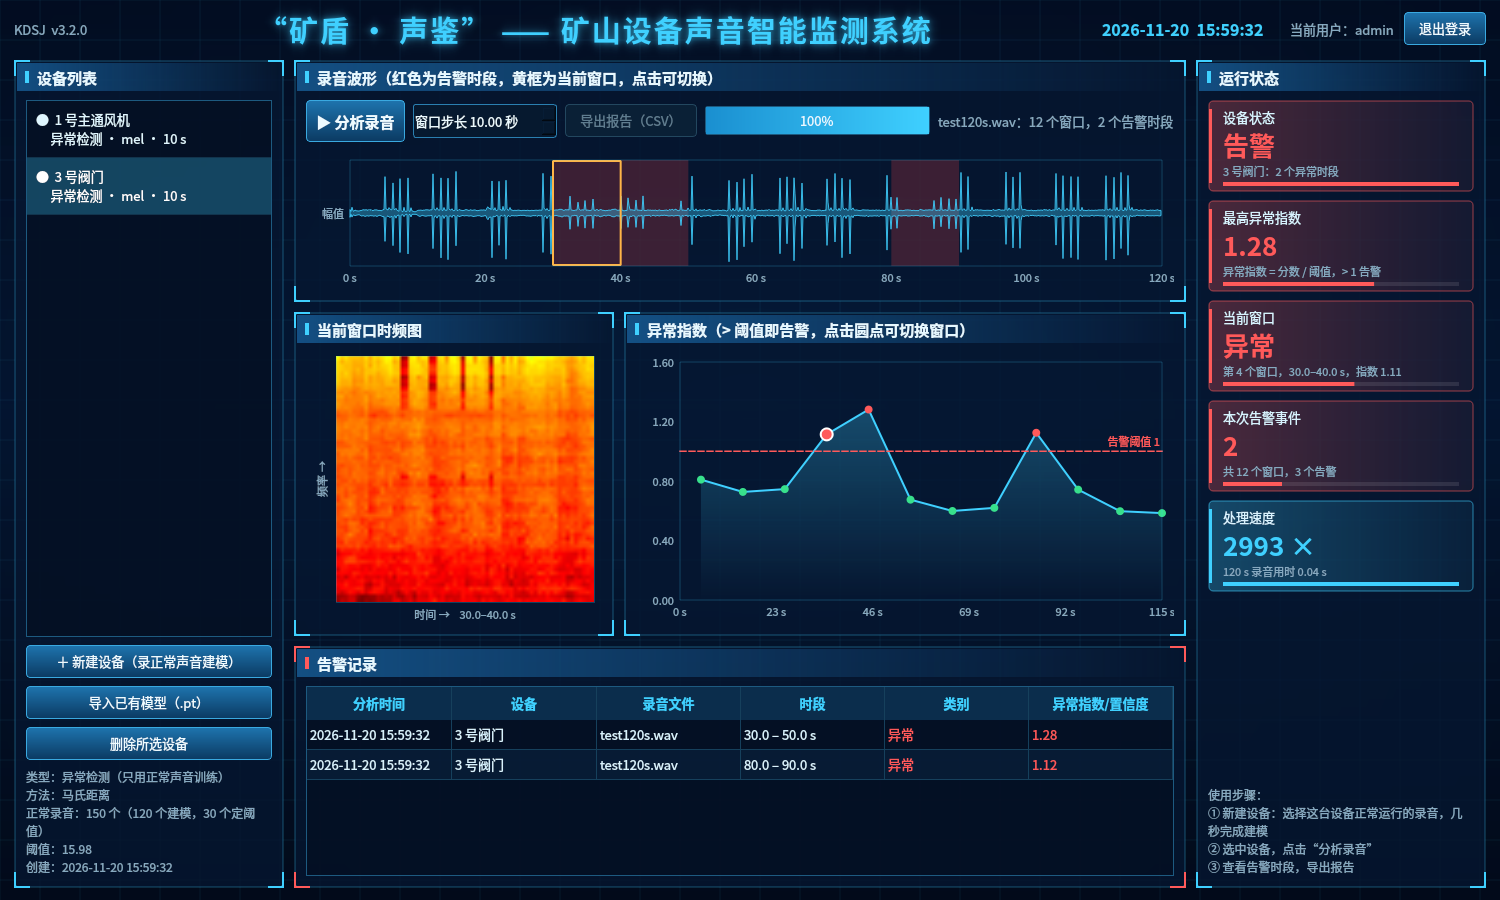 KDSJ v3.2.0
“矿盾 · 声鉴” —— 矿山设备声音智能监测系统
2026-11-20 15:59:32
当前用户：admin
退出登录
设备列表
1 号主通风机
异常检测 · mel · 10 s
3 号阀门
异常检测 · mel · 10 s
＋ 新建设备（录正常声音建模）
导入已有模型（.pt）
删除所选设备
类型：异常检测（只用正常声音训练）
方法：马氏距离
正常录音：150 个（120 个建模，30 个定阈
值）
阈值：15.98
创建：2026-11-20 15:59:32
录音波形（红色为告警时段，黄框为当前窗口，点击可切换）
▶ 分析录音
窗口步长 10.00 秒
导出报告（CSV）
100%
test120s.wav：12 个窗口，2 个告警时段
幅值
0 s
20 s
40 s
60 s
80 s
100 s
120 s
当前窗口时频图
频率 →
时间 → 30.0–40.0 s
异常指数（> 阈值即告警，点击圆点可切换窗口）
1.60
1.20
0.80
0.40
0.00
告警阈值 1
0 s
23 s
46 s
69 s
92 s
115 s
告警记录
分析时间 设备 录音文件 时段 类别 异常指数/置信度
2026-11-20 15:59:32 3 号阀门 test120s.wav 30.0 – 50.0 s 异常 1.28
2026-11-20 15:59:32 3 号阀门 test120s.wav 80.0 – 90.0 s 异常 1.12
运行状态
设备状态
告警
3 号阀门：2 个异常时段
最高异常指数
1.28
异常指数 = 分数 / 阈值，> 1 告警
当前窗口
异常
第 4 个窗口，30.0–40.0 s，指数 1.11
本次告警事件
2
共 12 个窗口，3 个告警
处理速度
2993 ×
120 s 录音用时 0.04 s
使用步骤：
① 新建设备：选择这台设备正常运行的录音，几
秒完成建模
② 选中设备，点击“分析录音”
③ 查看告警时段，导出报告